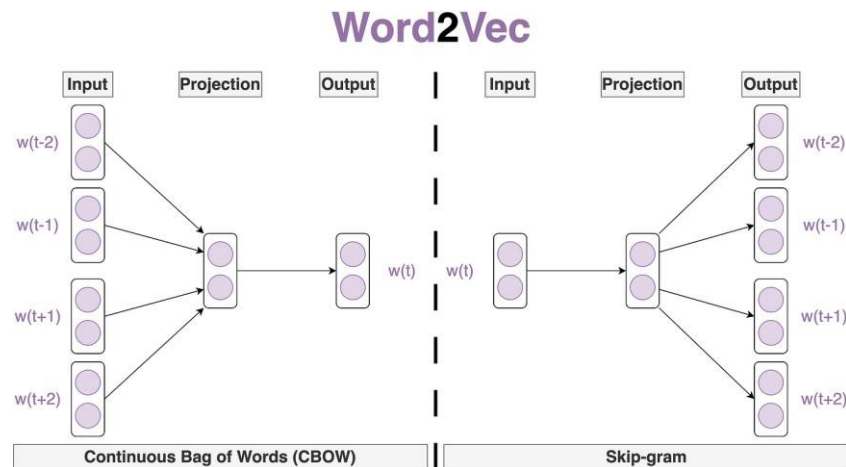 Word2Vec
Input Projection Output Input Projection Output
w(t-2) w(t-2)
w(t-1) w(t-1)
w(t) w(t)
w(t+1) w(t+1)
w(t+2) w(t+2)
Continuous Bag of Words (CBOW) Skip-gram